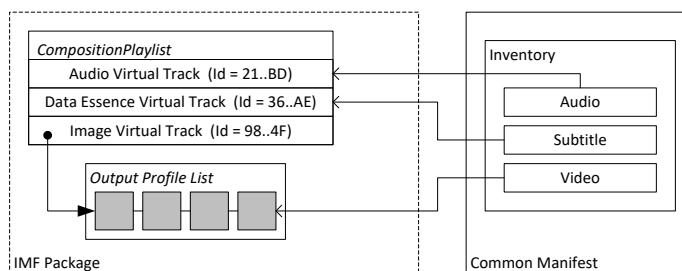 CompositionPlaylist
Audio Virtual Track (Id = 21..BD)
Data Essence Virtual Track (Id = 36..AE)
Image Virtual Track (Id = 98..4F)
Output Profile List
IMF Package
Inventory
Audio
Subtitle
Video
Common Manifest